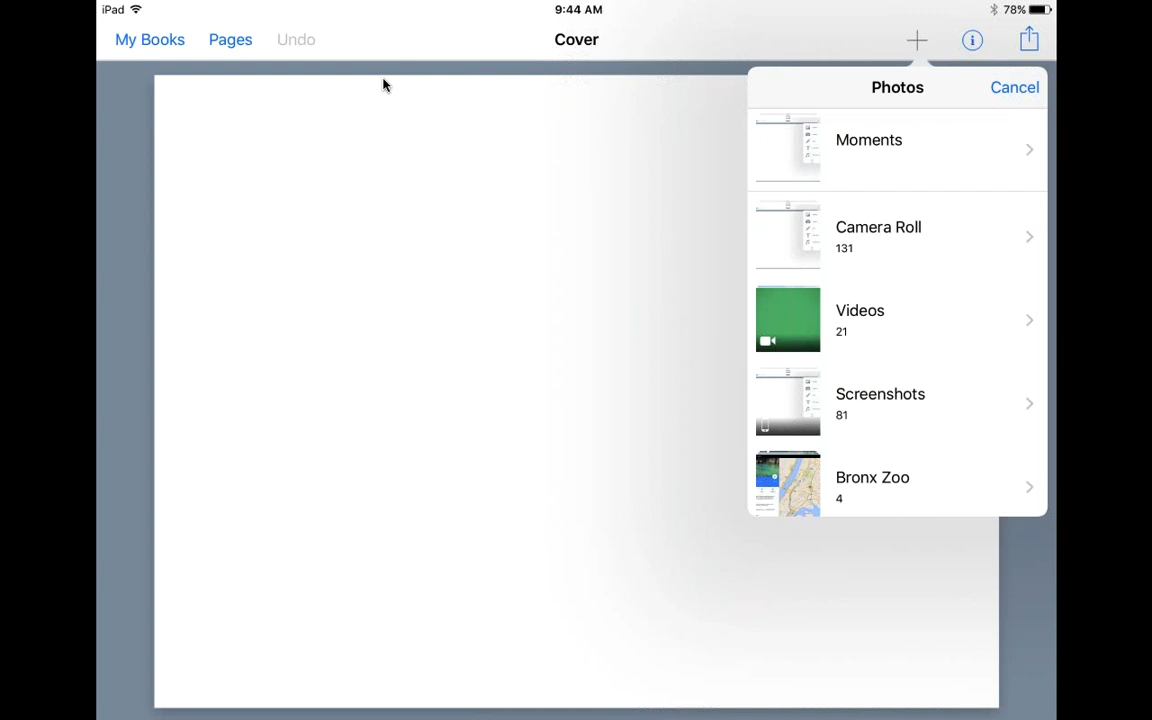 iPad 9:44 AM 78%
My Books Pages Undo Cover
Photos Cancel
Moments
Camera Roll
131
Videos
21
Screenshots
81
Bronx Zoo
4